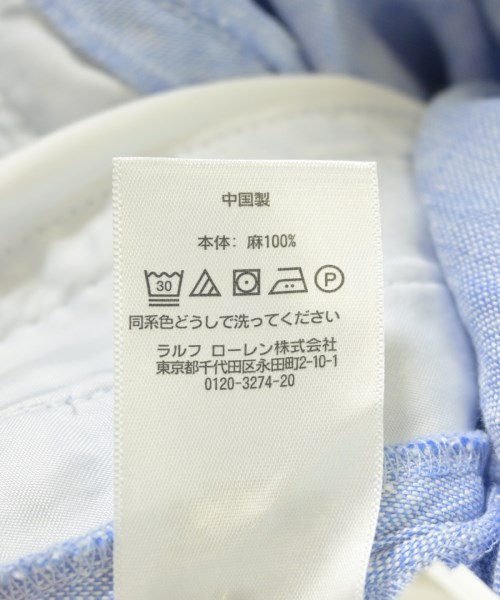 中国製
本体: 麻100%
30 P
同系色どうしで洗ってください
ラルフ ローレン株式会社
東京都千代田区永田町2-10-1
0120-3274-20